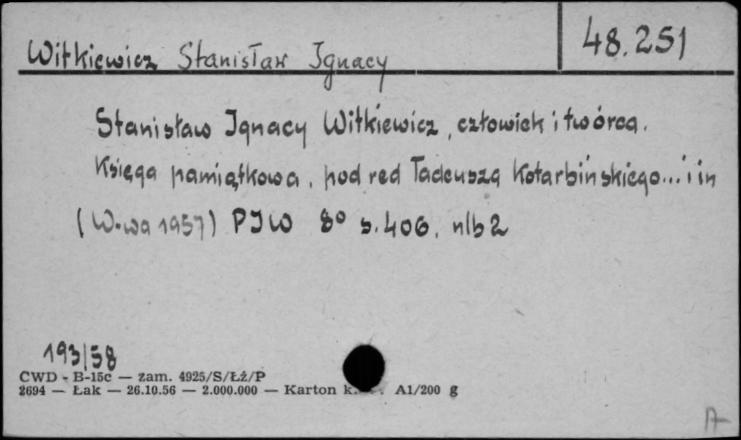 48.251
Witkiewicz Stanisław Ignacy
Stanisław Ignacy Witkiewicz, człowiek i twórca.
Księga pamiątkowa, pod red Tadeusza Kotarbińskiego... i in
(W-wa 1957) PIW 8° s. 406, nlb 2
193/58
CWD - B-15c — zam. 4925/S/Łż/P
2694 — Łak — 26.10.56 — 2.000.000 — Karton A1/200 g
A